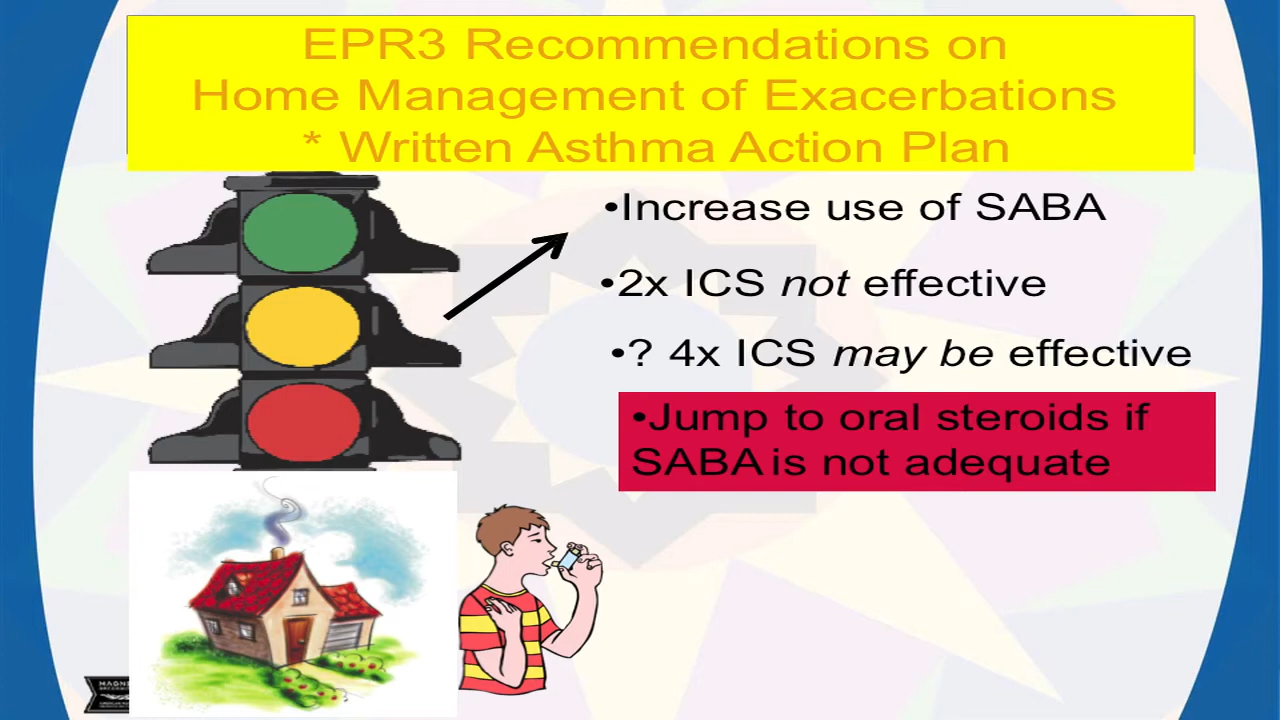 EPR3 Recommendations on
Home Management of Exacerbations
* Written Asthma Action Plan
•Increase use of SABA
•2x ICS not effective
•? 4x ICS may be effective
•Jump to oral steroids if
SABA is not adequate